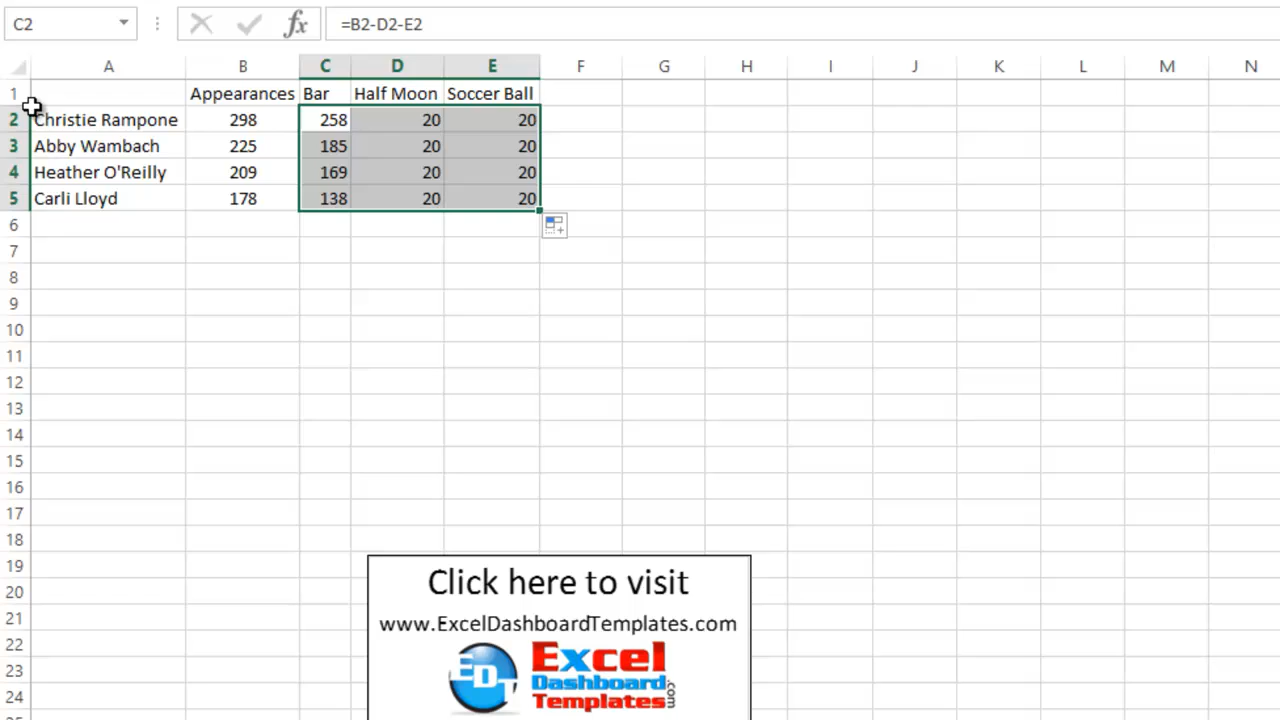 C2 fx =B2-D2-E2
A B C D E F G H I J K L M N
1 Appearances Bar Half Moon Soccer Ball
2 Christie Rampone 298 258 20 20
3 Abby Wambach 225 185 20 20
4 Heather O'Reilly 209 169 20 20
5 Carli Lloyd 178 138 20 20
6
7
8
9
10
11
12
13
14
15
16
17
18
19
20
21
22
23
24
Click here to visit
www.ExcelDashboardTemplates.com
EDT
Excel
Dashboard
Templates.com